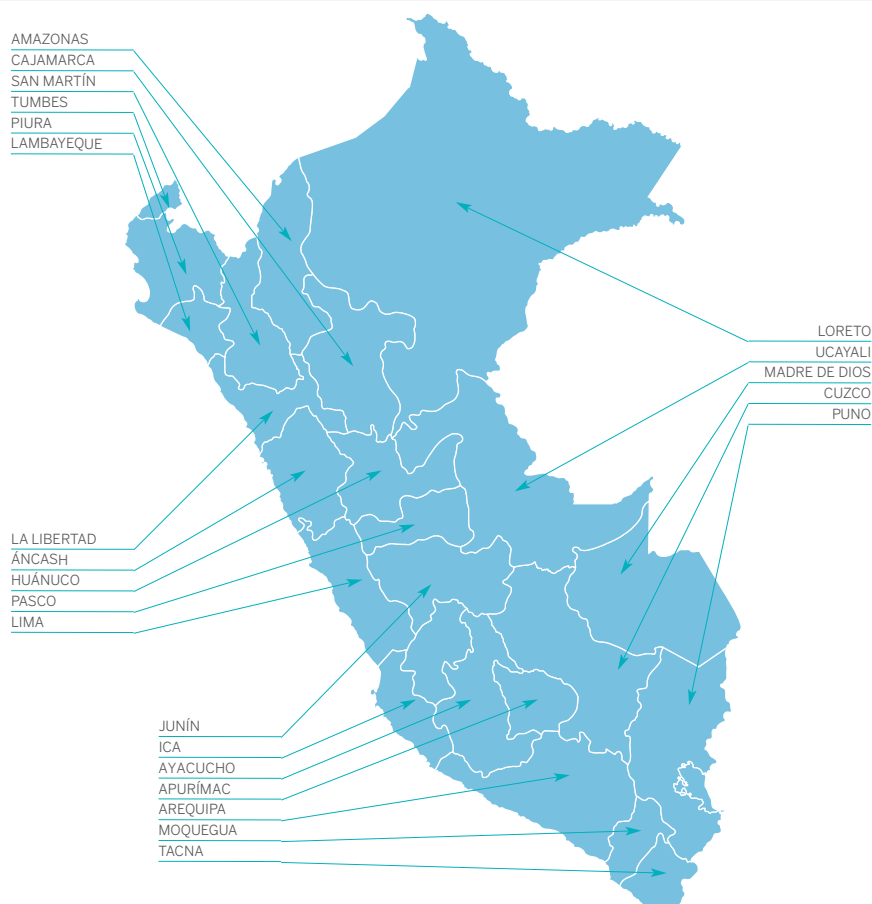 AMAZONAS
CAJAMARCA
SAN MARTÍN
TUMBES
PIURA
LAMBAYEQUE
LORETO
UCAYALI
MADRE DE DIOS
CUZCO
PUNO
LA LIBERTAD
ÁNCASH
HUÁNUCO
PASCO
LIMA
JUNÍN
ICA
AYACUCHO
APURÍMAC
AREQUIPA
MOQUEGUA
TACNA